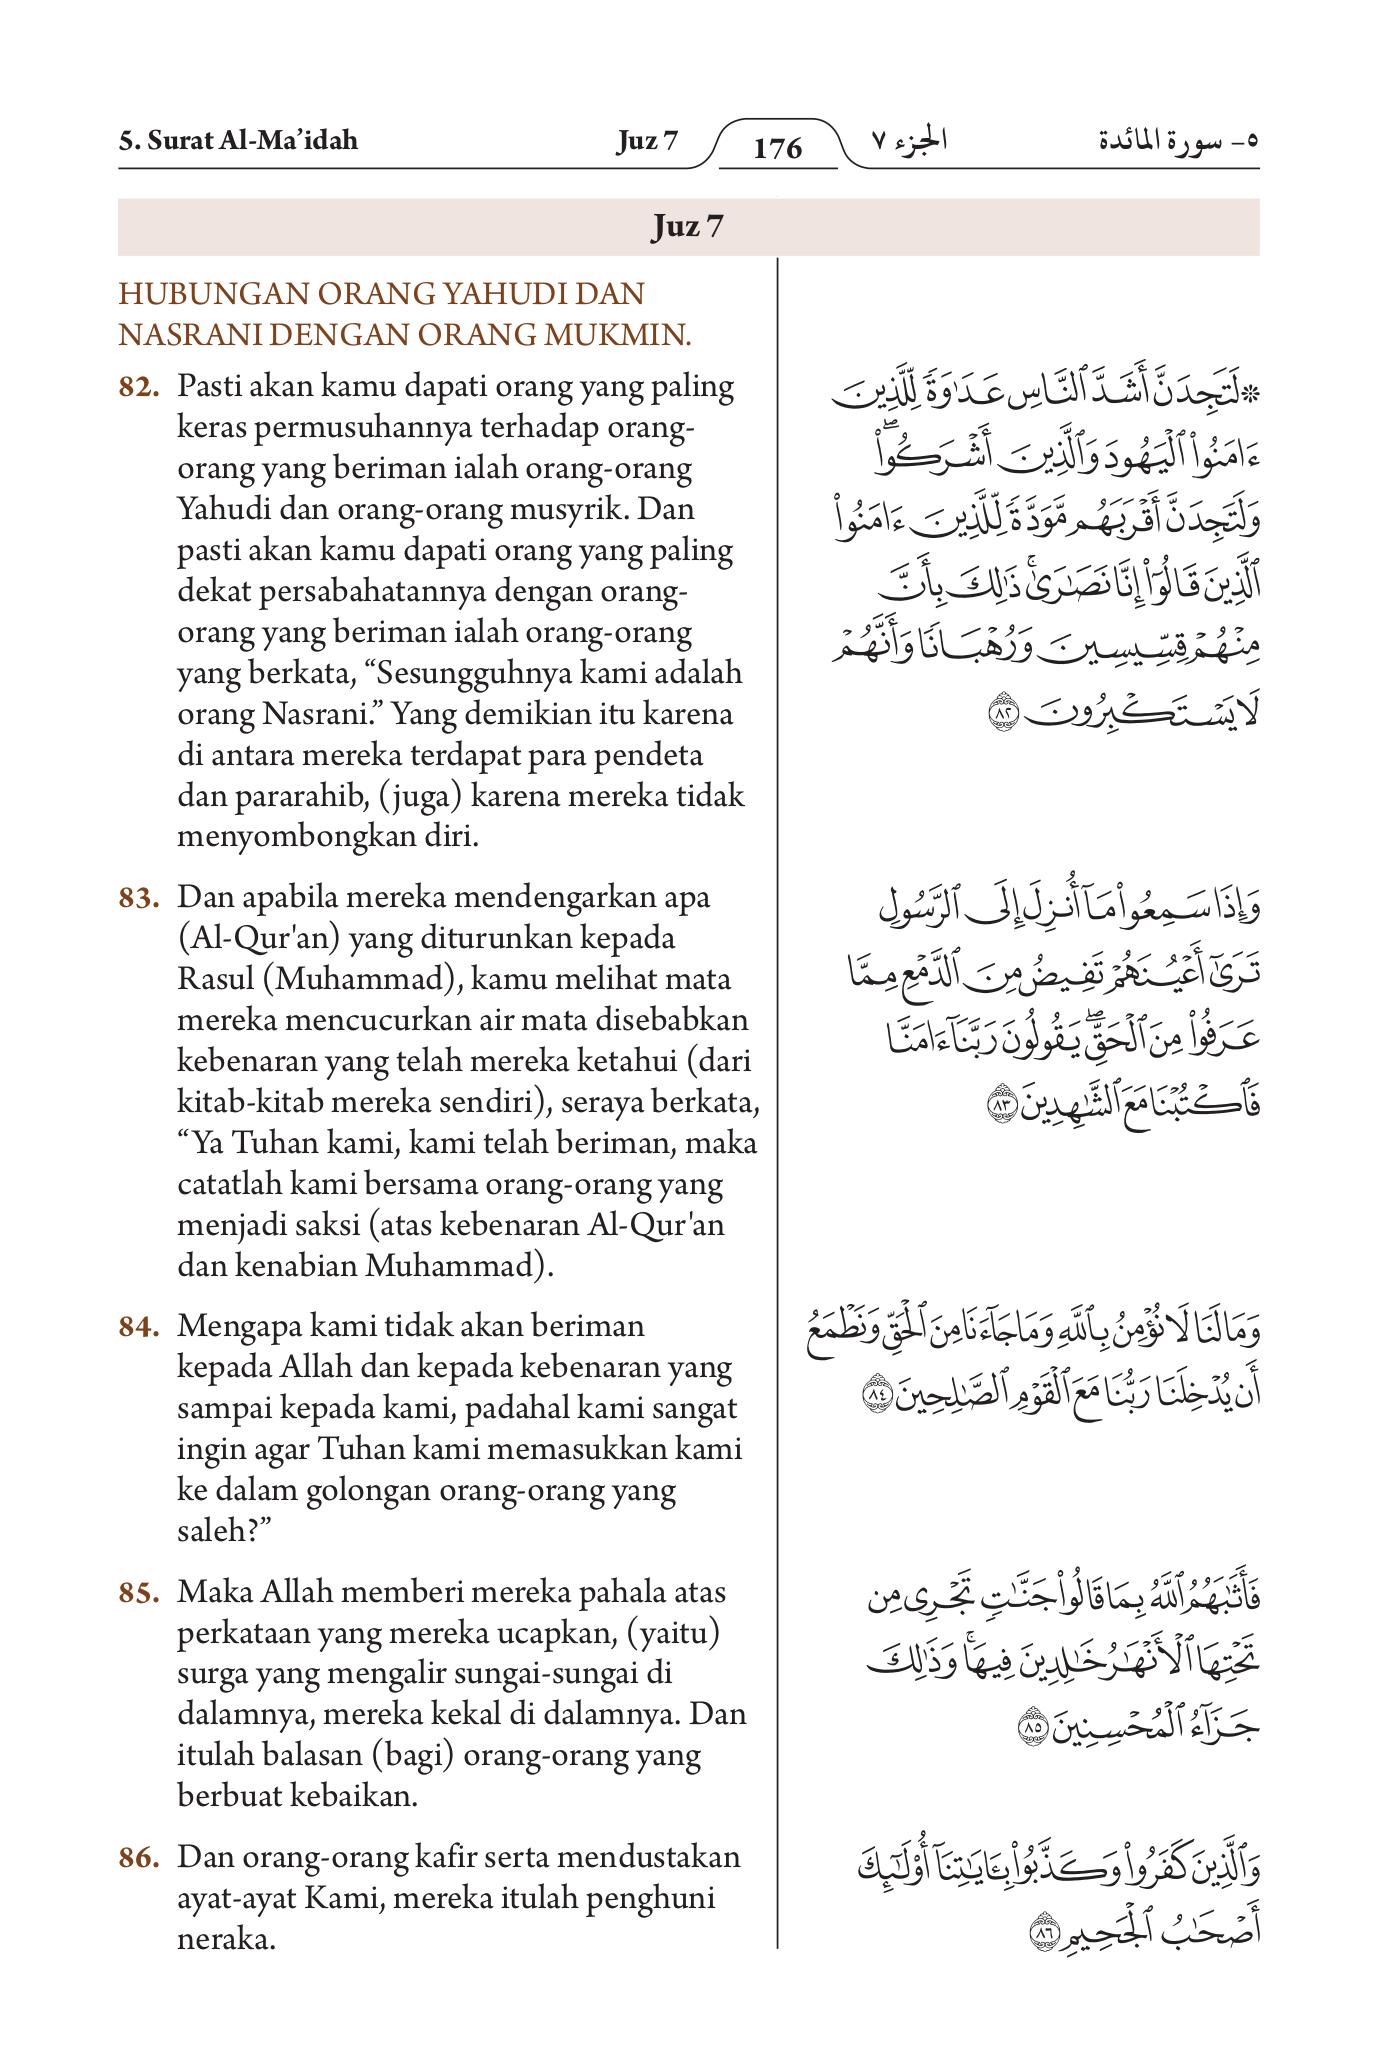 5. Surat Al-Ma’idah
Juz 7
176
الجزء ٧
٥- سورة المائدة
Juz 7
HUBUNGAN ORANG YAHUDI DAN
NASRANI DENGAN ORANG MUKMIN.
82. Pasti akan kamu dapati orang yang paling
keras permusuhannya terhadap orang-
orang yang beriman ialah orang-orang
Yahudi dan orang-orang musyrik. Dan
pasti akan kamu dapati orang yang paling
dekat persabahatannya dengan orang-
orang yang beriman ialah orang-orang
yang berkata, “Sesungguhnya kami adalah
orang Nasrani.” Yang demikian itu karena
di antara mereka terdapat para pendeta
dan pararahib, (juga) karena mereka tidak
menyombongkan diri.
83. Dan apabila mereka mendengarkan apa
(Al-Qur'an) yang diturunkan kepada
Rasul (Muhammad), kamu melihat mata
mereka mencucurkan air mata disebabkan
kebenaran yang telah mereka ketahui (dari
kitab-kitab mereka sendiri), seraya berkata,
“Ya Tuhan kami, kami telah beriman, maka
catatlah kami bersama orang-orang yang
menjadi saksi (atas kebenaran Al-Qur'an
dan kenabian Muhammad).
84. Mengapa kami tidak akan beriman
kepada Allah dan kepada kebenaran yang
sampai kepada kami, padahal kami sangat
ingin agar Tuhan kami memasukkan kami
ke dalam golongan orang-orang yang
saleh?”
85. Maka Allah memberi mereka pahala atas
perkataan yang mereka ucapkan, (yaitu)
surga yang mengalir sungai-sungai di
dalamnya, mereka kekal di dalamnya. Dan
itulah balasan (bagi) orang-orang yang
berbuat kebaikan.
86. Dan orang-orang kafir serta mendustakan
ayat-ayat Kami, mereka itulah penghuni
neraka.
۞لَتَجِدَنَّ أَشَدَّ ٱلنَّاسِ عَدَٰوَةً لِّلَّذِينَ
ءَامَنُوا۟ ٱلْيَهُودَ وَٱلَّذِينَ أَشْرَكُوا۟ۖ
وَلَتَجِدَنَّ أَقْرَبَهُم مَّوَدَّةً لِّلَّذِينَ ءَامَنُوا۟
ٱلَّذِينَ قَالُوٓا۟ إِنَّا نَصَٰرَىٰۚ ذَٰلِكَ بِأَنَّ
مِنْهُمْ قِسِّيسِينَ وَرُهْبَانًا وَأَنَّهُمْ
لَا يَسْتَكْبِرُونَ ٨٢
وَإِذَا سَمِعُوا۟ مَآ أُنزِلَ إِلَى ٱلرَّسُولِ
تَرَىٰٓ أَعْيُنَهُمْ تَفِيضُ مِنَ ٱلدَّمْعِ مِمَّا
عَرَفُوا۟ مِنَ ٱلْحَقِّۖ يَقُولُونَ رَبَّنَآ ءَامَنَّا
فَٱكْتُبْنَا مَعَ ٱلشَّٰهِدِينَ ٨٣
وَمَا لَنَا لَا نُؤْمِنُ بِٱللَّهِ وَمَا جَآءَنَا مِنَ ٱلْحَقِّ وَنَطْمَعُ
أَن يُدْخِلَنَا رَبُّنَا مَعَ ٱلْقَوْمِ ٱلصَّٰلِحِينَ ٨٤
فَأَثَٰبَهُمُ ٱللَّهُ بِمَا قَالُوا۟ جَنَّٰتٍ تَجْرِى مِن
تَحْتِهَا ٱلْأَنْهَٰرُ خَٰلِدِينَ فِيهَاۚ وَذَٰلِكَ
جَزَآءُ ٱلْمُحْسِنِينَ ٨٥
وَٱلَّذِينَ كَفَرُوا۟ وَكَذَّبُوا۟ بِـَٔايَٰتِنَآ أُو۟لَٰٓئِكَ
أَصْحَٰبُ ٱلْجَحِيمِ ٨٦